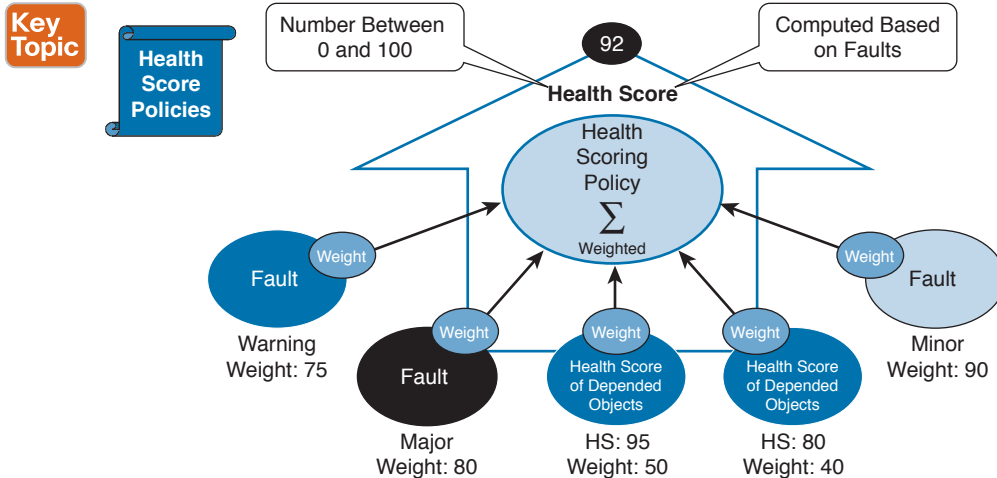 Key
Topic
Health
Score
Policies
Number Between
0 and 100
92
Computed Based
on Faults
Health Score
Health
Scoring
Policy
Σ
Weighted
Weight
Fault
Warning
Weight: 75
Weight
Fault
Major
Weight: 80
Weight
Health Score
of Depended
Objects
HS: 95
Weight: 50
Weight
Health Score
of Depended
Objects
HS: 80
Weight: 40
Weight
Fault
Minor
Weight: 90